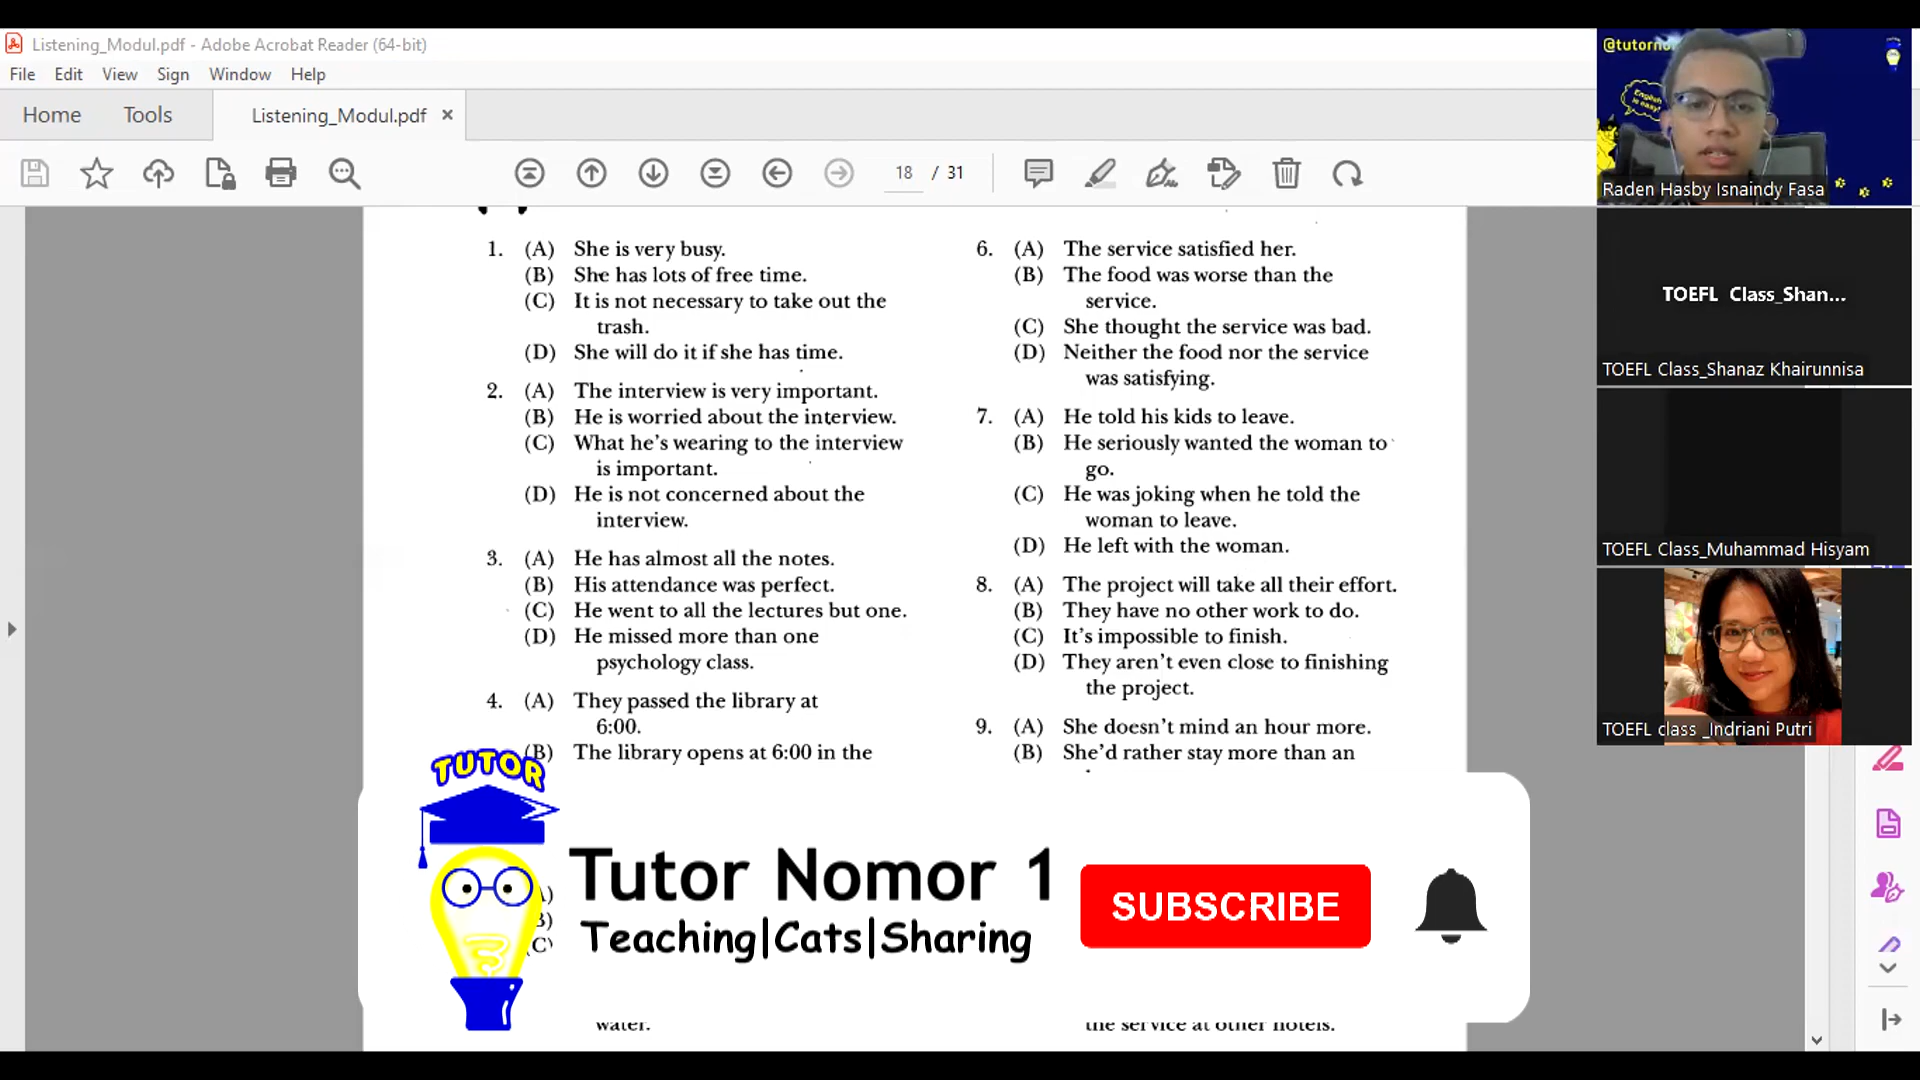 Listening_Modul.pdf - Adobe Acrobat Reader (64-bit)
File Edit View Sign Window Help
Home Tools Listening_Modul.pdf ×
18 / 31
1. (A) She is very busy.
(B) She has lots of free time.
(C) It is not necessary to take out the
trash.
(D) She will do it if she has time.
2. (A) The interview is very important.
(B) He is worried about the interview.
(C) What he's wearing to the interview
is important.
(D) He is not concerned about the
interview.
3. (A) He has almost all the notes.
(B) His attendance was perfect.
(C) He went to all the lectures but one.
(D) He missed more than one
psychology class.
4. (A) They passed the library at
6:00.
(B) The library opens at 6:00 in the
water.
6. (A) The service satisfied her.
(B) The food was worse than the
service.
(C) She thought the service was bad.
(D) Neither the food nor the service
was satisfying.
7. (A) He told his kids to leave.
(B) He seriously wanted the woman to
go.
(C) He was joking when he told the
woman to leave.
(D) He left with the woman.
8. (A) The project will take all their effort.
(B) They have no other work to do.
(C) It's impossible to finish.
(D) They aren't even close to finishing
the project.
9. (A) She doesn't mind an hour more.
(B) She'd rather stay more than an
the service at other hotels.
TUTOR
Tutor Nomor 1
Teaching|Cats|Sharing
SUBSCRIBE
English is easy!
Raden Hasby Isnaindy Fasa
TOEFL Class_Shan...
TOEFL Class_Shanaz Khairunnisa
TOEFL Class_Muhammad Hisyam
TOEFL class _Indriani Putri